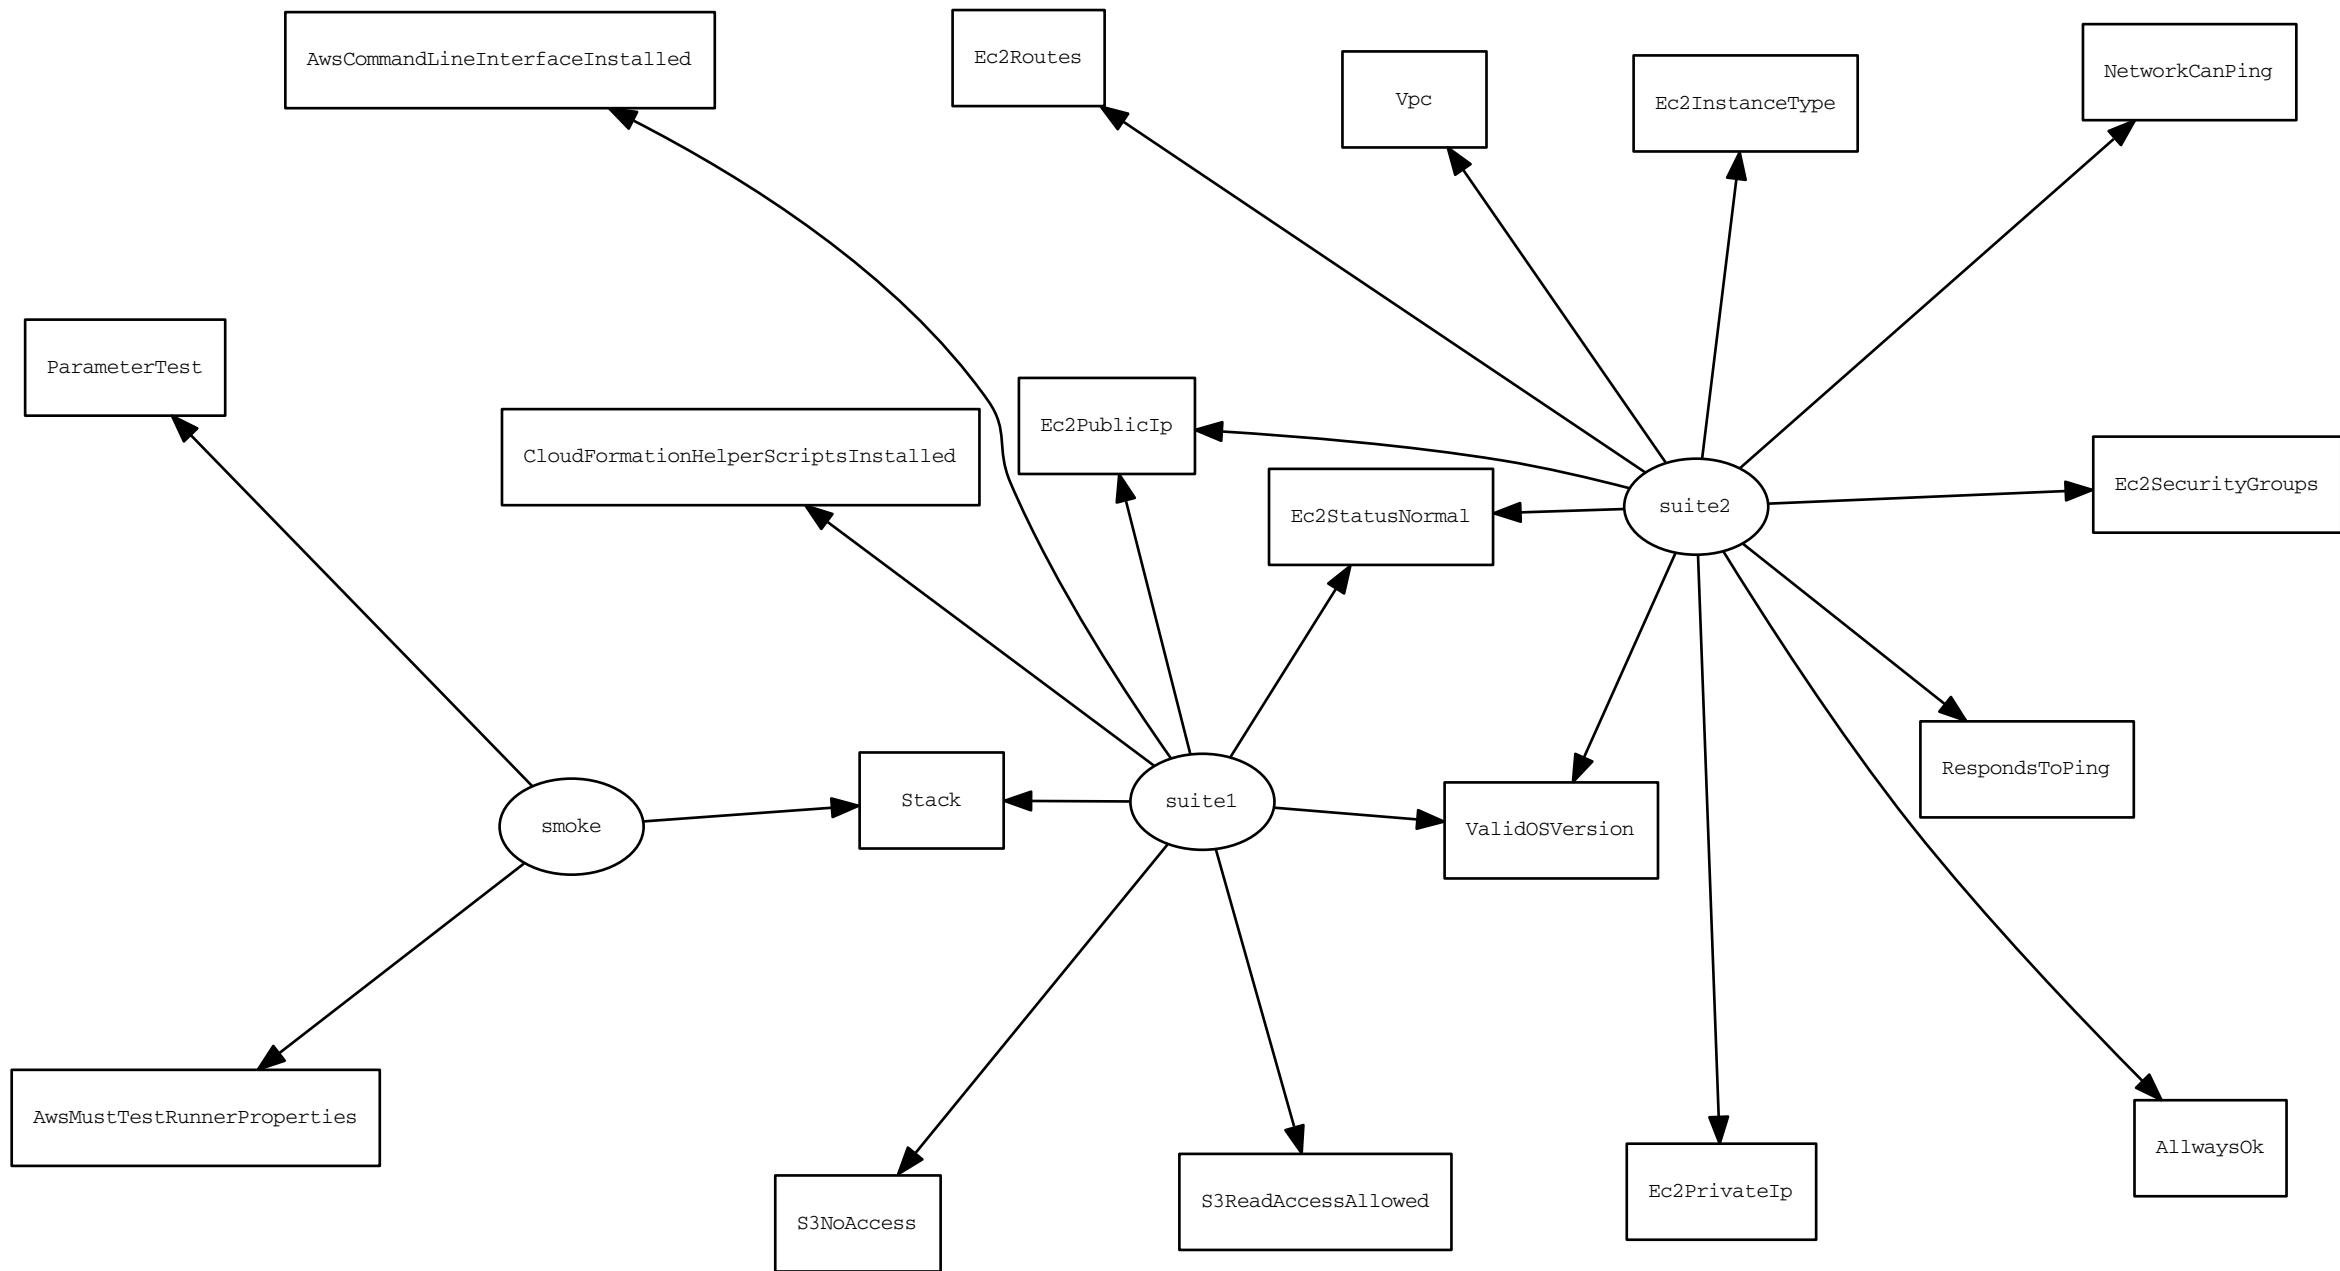 AwsCommandLineInterfaceInstalled
Ec2Routes
Vpc
Ec2InstanceType
NetworkCanPing
ParameterTest
CloudFormationHelperScriptsInstalled
Ec2PublicIp
Ec2StatusNormal
suite2
Ec2SecurityGroups
smoke
Stack
suite1
ValidOSVersion
RespondsToPing
AwsMustTestRunnerProperties
S3NoAccess
S3ReadAccessAllowed
Ec2PrivateIp
AllwaysOk